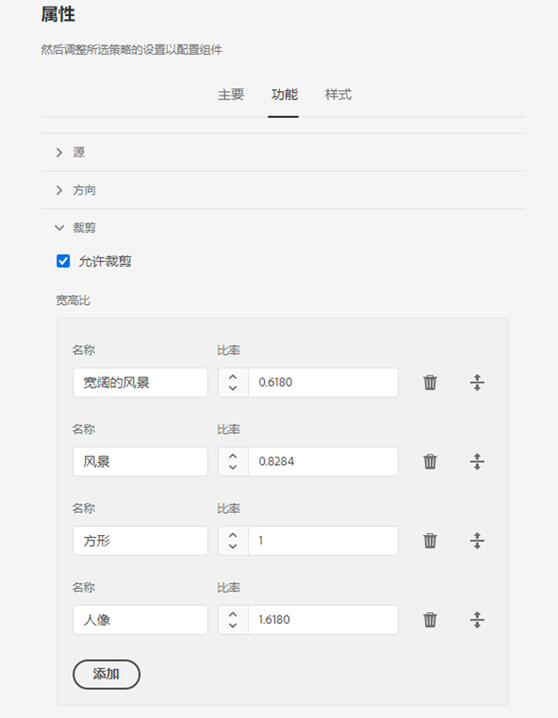 属性
然后调整所选策略的设置以配置组件
主要 功能 样式
源
方向
裁剪
允许裁剪
宽高比
名称 比率
宽阔的风景 0.6180
名称 比率
风景 0.8284
名称 比率
方形 1
名称 比率
人像 1.6180
添加